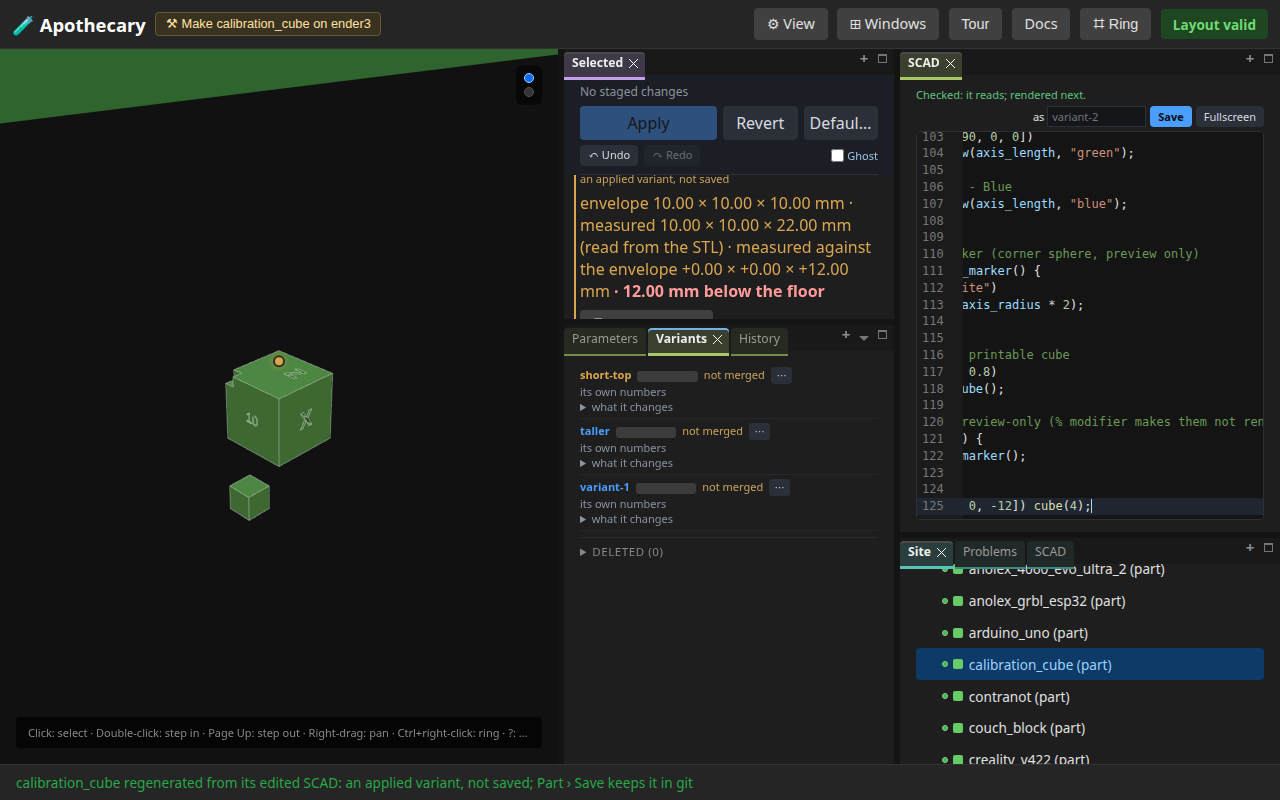 🧪 Apothecary
⚒ Make calibration_cube on ender3
⚙ View
⊞ Windows
Tour
Docs
⌗ Ring
Layout valid
Selected
No staged changes
Apply
Revert
Defaul...
↶ Undo
↷ Redo
Ghost
an applied variant, not saved
envelope 10.00 × 10.00 × 10.00 mm ·
measured 10.00 × 10.00 × 22.00 mm
(read from the STL) · measured against
the envelope +0.00 × +0.00 × +12.00
mm · 12.00 mm below the floor
Parameters
Variants
History
short-top not merged ...
its own numbers
▶ what it changes
taller not merged ...
its own numbers
▶ what it changes
variant-1 not merged ...
its own numbers
▶ what it changes
▶ DELETED (0)
SCAD
Checked: it reads; rendered next.
as variant-2 Save Fullscreen
103 90, 0, 0])
104 w(axis_length, "green");
105
106 - Blue
107 w(axis_length, "blue");
108
109
110 ker (corner sphere, preview only)
111 _marker() {
112 ite")
113 axis_radius * 2);
114
115
116 printable cube
117 0.8)
118 ube();
119
120 review-only (% modifier makes them not ren
121 ) {
122 marker();
123
124
125 0, -12]) cube(4);
Site
Problems
SCAD
anolex_4060_evo_ultra_2 (part)
anolex_grbl_esp32 (part)
arduino_uno (part)
calibration_cube (part)
contranot (part)
couch_block (part)
creality_v422 (part)
10
X
Click: select · Double-click: step in · Page Up: step out · Right-drag: pan · Ctrl+right-click: ring · ?: ...
calibration_cube regenerated from its edited SCAD: an applied variant, not saved; Part › Save keeps it in git